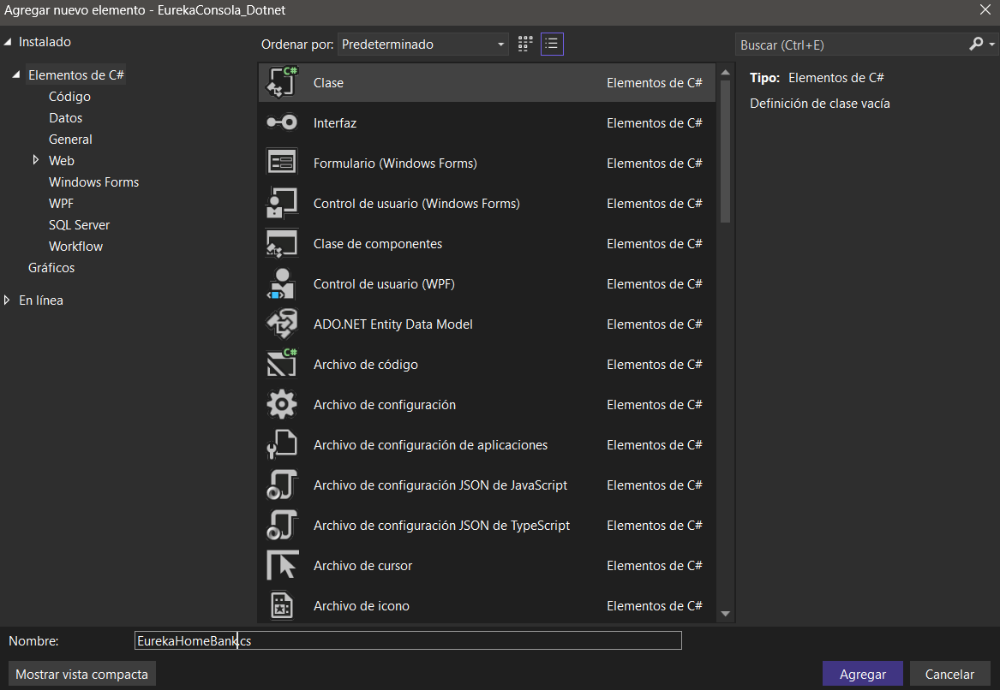 Agregar nuevo elemento - EurekaConsola_Dotnet
Instalado
Ordenar por: Predeterminado
Buscar (Ctrl+E)
Elementos de C#
Código
Datos
General
Web
Windows Forms
WPF
SQL Server
Workflow
Gráficos
En línea
C# Clase Elementos de C#
Interfaz Elementos de C#
Formulario (Windows Forms) Elementos de C#
Control de usuario (Windows Forms) Elementos de C#
Clase de componentes Elementos de C#
Control de usuario (WPF) Elementos de C#
ADO.NET Entity Data Model Elementos de C#
C# Archivo de código Elementos de C#
Archivo de configuración Elementos de C#
Archivo de configuración de aplicaciones Elementos de C#
Archivo de configuración JSON de JavaScript Elementos de C#
Archivo de configuración JSON de TypeScript Elementos de C#
Archivo de cursor Elementos de C#
Archivo de icono Elementos de C#
Tipo: Elementos de C#
Definición de clase vacía
Nombre: EurekaHomeBank.cs
Mostrar vista compacta
Agregar
Cancelar